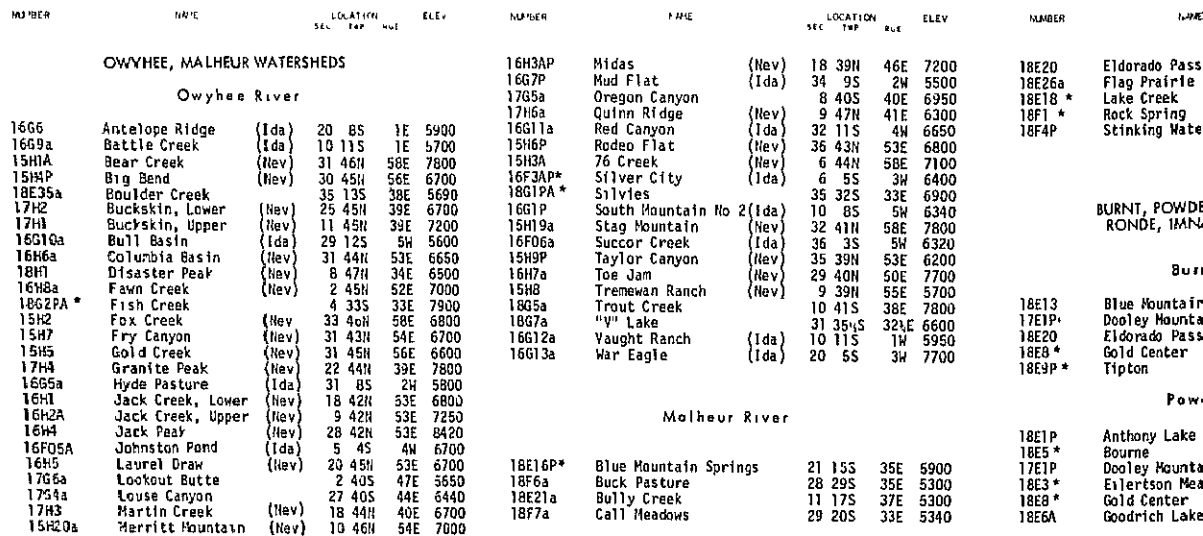 NUMBER NAME LOCATION ELEV
SEC TWP RGE
OWYHEE, MALHEUR WATERSHEDS
Owyhee River
16G6 Antelope Ridge (Ida) 20 8S 1E 5900
16G9a Battle Creek (Ida) 10 11S 1E 5700
15H1A Bear Creek (Nev) 31 46N 58E 7800
15H4P Big Bend (Nev) 30 45N 56E 6700
18E35a Boulder Creek 35 13S 38E 5690
17H2 Buckskin, Lower (Nev) 25 45N 39E 6700
17H1 Buckskin, Upper (Nev) 11 45N 39E 7200
16G10a Bull Basin (Ida) 29 12S 5W 5600
16H6a Columbia Basin (Nev) 31 44N 53E 6650
18H1 Disaster Peak (Nev) 8 47N 34E 6500
16H8a Fawn Creek (Nev) 2 45N 52E 7000
18G2PA * Fish Creek 4 33S 33E 7900
15H2 Fox Creek (Nev 33 46N 58E 6800
15H7 Fry Canyon (Nev) 31 43N 54E 6700
15H5 Gold Creek (Nev) 31 45N 56E 6600
17H4 Granite Peak (Nev) 22 44N 39E 7800
16G5a Hyde Pasture (Ida) 31 8S 2W 5800
16H1 Jack Creek, Lower (Nev) 18 42N 53E 6800
16H2A Jack Creek, Upper (Nev) 9 42N 53E 7250
16H4 Jack Peak (Nev) 28 42N 53E 8420
16F05A Johnston Pond (Ida) 5 4S 4W 6700
16H5 Laurel Draw (Nev) 20 45N 53E 6700
17G6a Lookout Butte 2 40S 47E 5650
17G4a Louse Canyon 27 40S 44E 6440
17H3 Martin Creek (Nev) 18 44N 40E 6700
15H20a Merritt Mountain (Nev) 10 46N 54E 7000
NUMBER NAME LOCATION ELEV
SEC TWP RGE
16H3AP Midas (Nev) 18 39N 46E 7200
16G7P Mud Flat (Ida) 34 9S 2W 5500
17G5a Oregon Canyon 8 40S 40E 6950
17H6a Quinn Ridge (Nev) 9 47N 41E 6300
16G11a Red Canyon (Ida) 32 11S 4W 6650
15H6P Rodeo Flat (Nev) 36 43N 53E 6800
15H3A 76 Creek (Nev) 6 44N 58E 7100
16F3AP* Silver City (Ida) 6 5S 3W 6400
18G1PA * Silvies 35 32S 33E 6900
16G1P South Mountain No 2(Ida) 10 8S 5W 6340
15H19a Stag Mountain (Nev) 32 41N 58E 7800
16F06a Succor Creek (Ida) 36 3S 5W 6320
15H9P Taylor Canyon (Nev) 35 39N 53E 6200
16H7a Toe Jam (Nev) 29 40N 50E 7700
15H8 Tremewan Ranch (Nev) 9 39N 55E 5700
18G5a Trout Creek 10 41S 38E 7800
18G7a "V" Lake 31 35½S 32½E 6600
16G12a Vaught Ranch (Ida) 10 11S 1W 5950
16G13a War Eagle (Ida) 20 5S 3W 7700
Malheur River
18E16P* Blue Mountain Springs 21 15S 35E 5900
18F6a Buck Pasture 28 29S 35E 5300
18E21a Bully Creek 11 17S 37E 5300
18F7a Call Meadows 29 20S 33E 5340
NUMBER NAME
18E20 Eldorado Pass
18E26a Flag Prairie
18E18 * Lake Creek
18F1 * Rock Spring
18F4P Stinking Wate
BURNT, POWDE
RONDE, IMNA
Bur
18E13 Blue Mountain
17E1P Dooley Mounta
18E20 Eldorado Pass
18E8 * Gold Center
18E9P * Tipton
Pow
18E1P Anthony Lake
18E5 * Bourne
17E1P Dooley Mounta
18E3 * Eilertson Mea
18E8 * Gold Center
18E6A Goodrich Lake